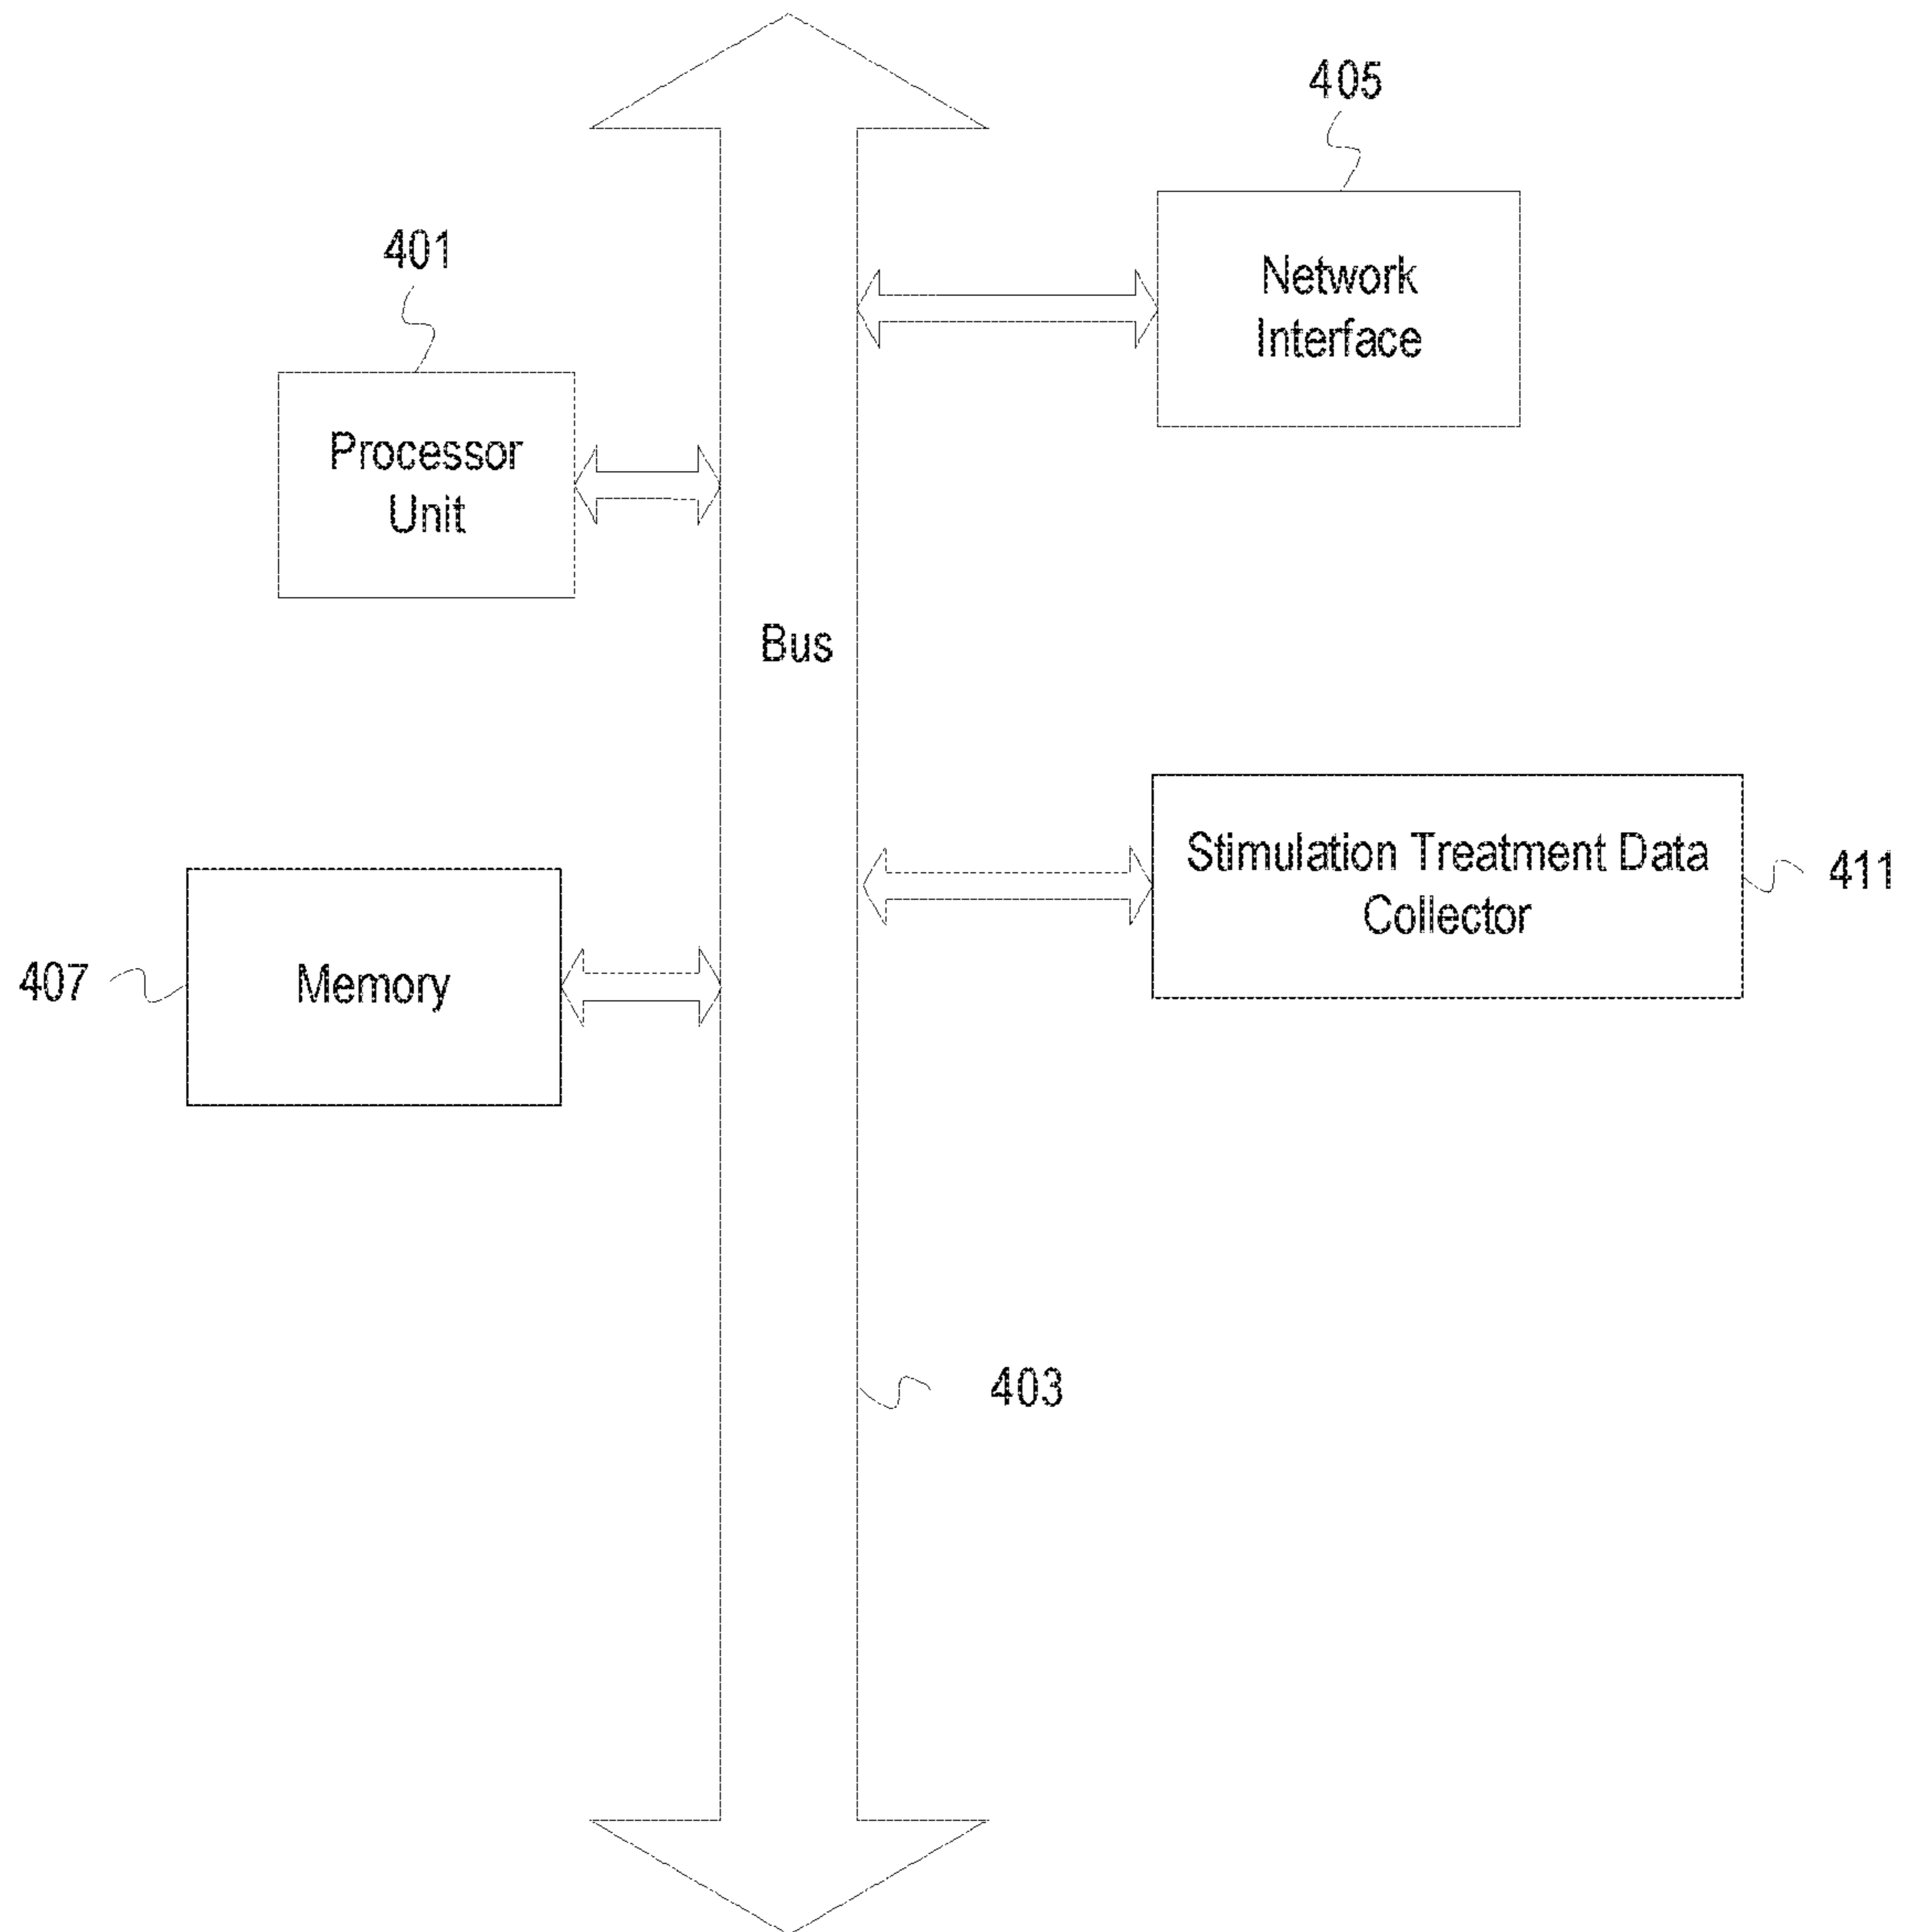 405
Network
Interface
401
Processor
Unit
Bus
Stimulation Treatment Data
Collector
411
407
Memory
403